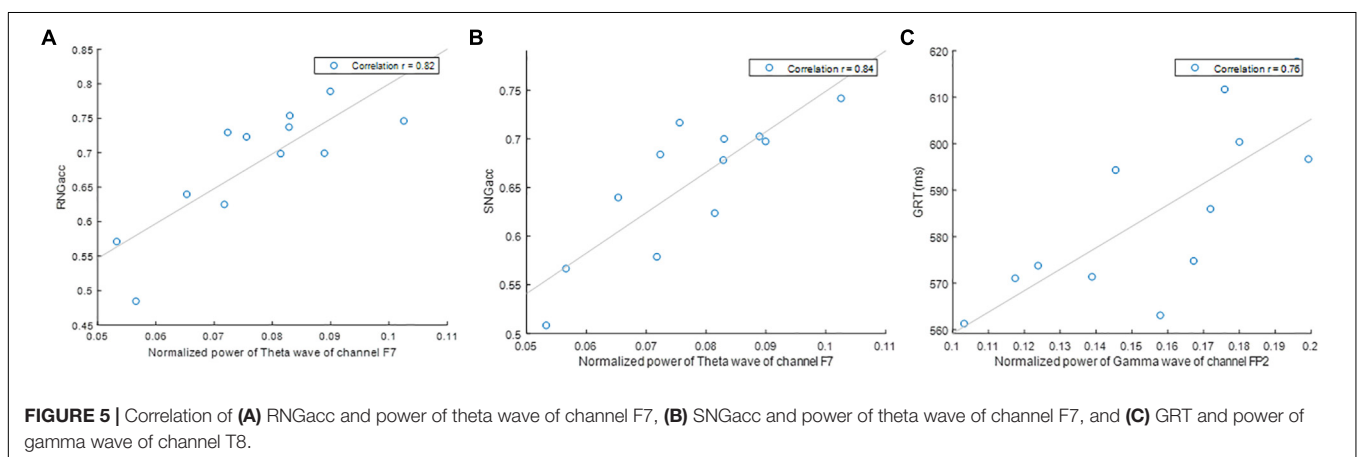 A
Correlation r = 0.82
0.85
0.8
0.75
0.7
0.65
0.6
0.55
0.5
0.45
RNGacc
0.05 0.06 0.07 0.08 0.09 0.1 0.11
Normalized power of Theta wave of channel F7
B
Correlation r = 0.84
0.75
0.7
0.65
0.6
0.55
0.5
SNGacc
0.05 0.06 0.07 0.08 0.09 0.1 0.11
Normalized power of Theta wave of channel F7
C
Correlation r = 0.76
620
610
600
590
580
570
560
GRT (ms)
0.1 0.11 0.12 0.13 0.14 0.15 0.16 0.17 0.18 0.19 0.2
Normalized power of Gamma wave of channel FP2
FIGURE 5 | Correlation of (A) RNGacc and power of theta wave of channel F7, (B) SNGacc and power of theta wave of channel F7, and (C) GRT and power of
gamma wave of channel T8.